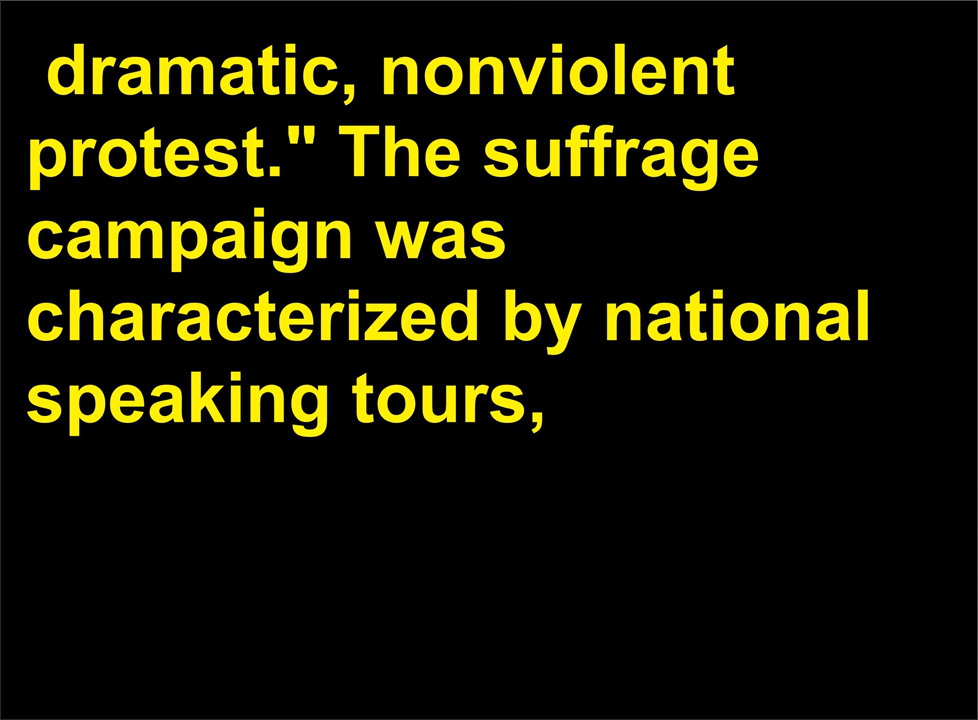 dramatic, nonviolent
protest." The suffrage
campaign was
characterized by national
speaking tours,